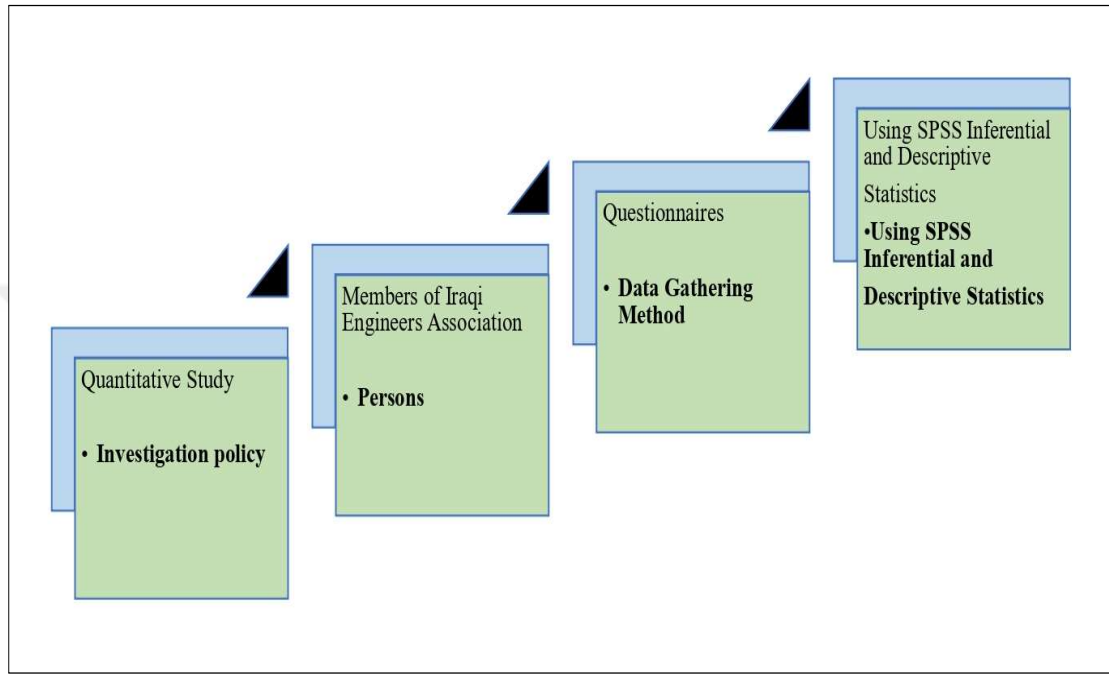 Quantitative Study
• Investigation policy
Members of Iraqi
Engineers Association
• Persons
Questionnaires
• Data Gathering
Method
Using SPSS Inferential
and Descriptive
Statistics
•Using SPSS
Inferential and
Descriptive Statistics